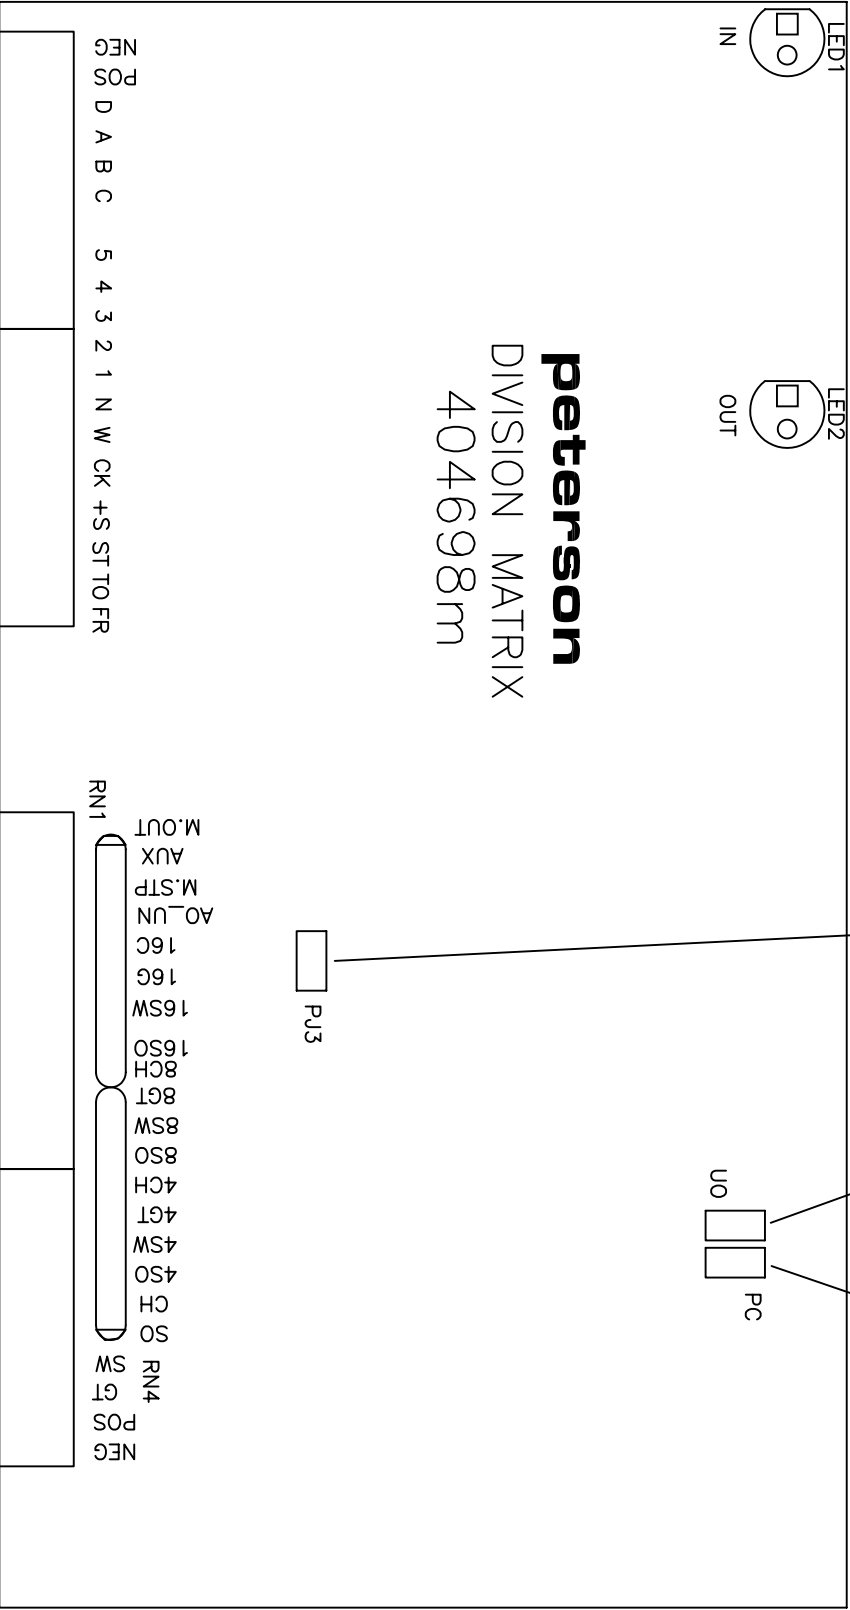 LED1
IN
LED2
OUT
peterson
DIVISION MATRIX
404698m
NEG
POS
D
A
B
C
5
4
3
2
1
N
W
CK
+S
ST
TO
FR
RN1
M.OUT
AUX
M.STP
AO_UN
16C
16G
16SW
16SO
8CH
8GT
8SW
8SO
4CH
4GT
4SW
4SO
CH
SO
SW
GT
POS
NEG
RN4
PJ3
UO
PC